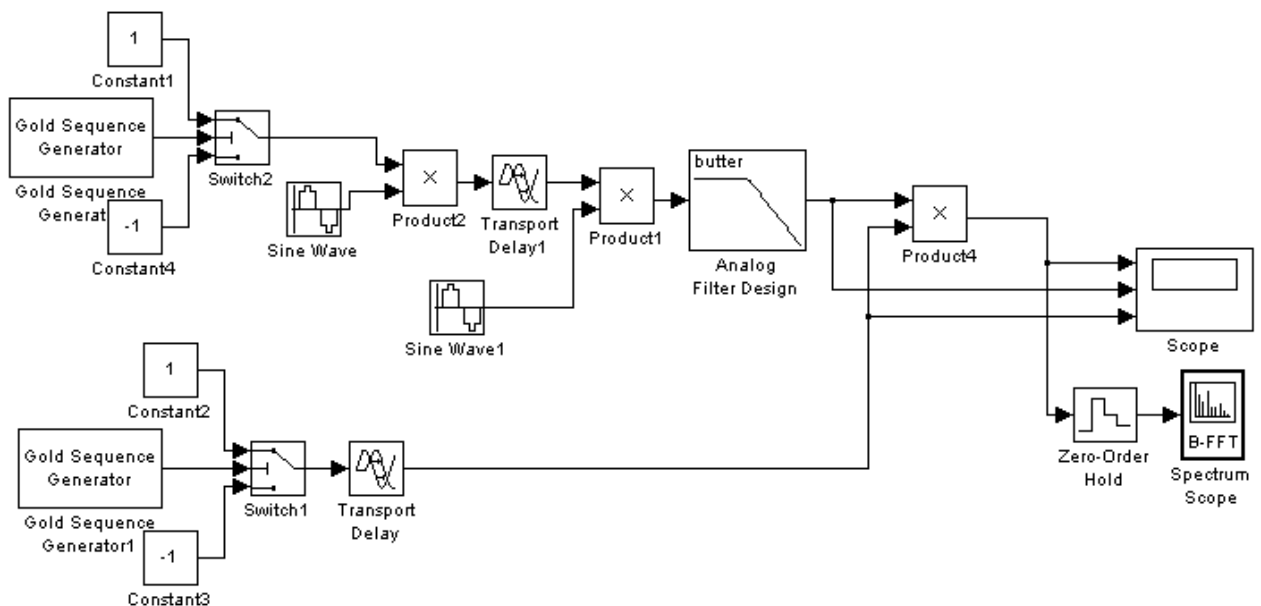 1
Constant1
Gold Sequence
Generator
Gold Sequence
Generat
-1
Constant4
Switch2
Sine Wave
Product2
Transport
Delay1
Product1
Sine Wave1
butter
Analog
Filter Design
Product4
Scope
1
Constant2
Gold Sequence
Generator
Gold Sequence
Generator1
-1
Constant3
Switch1
Transport
Delay
Zero-Order
Hold
B-FFT
Spectrum
Scope